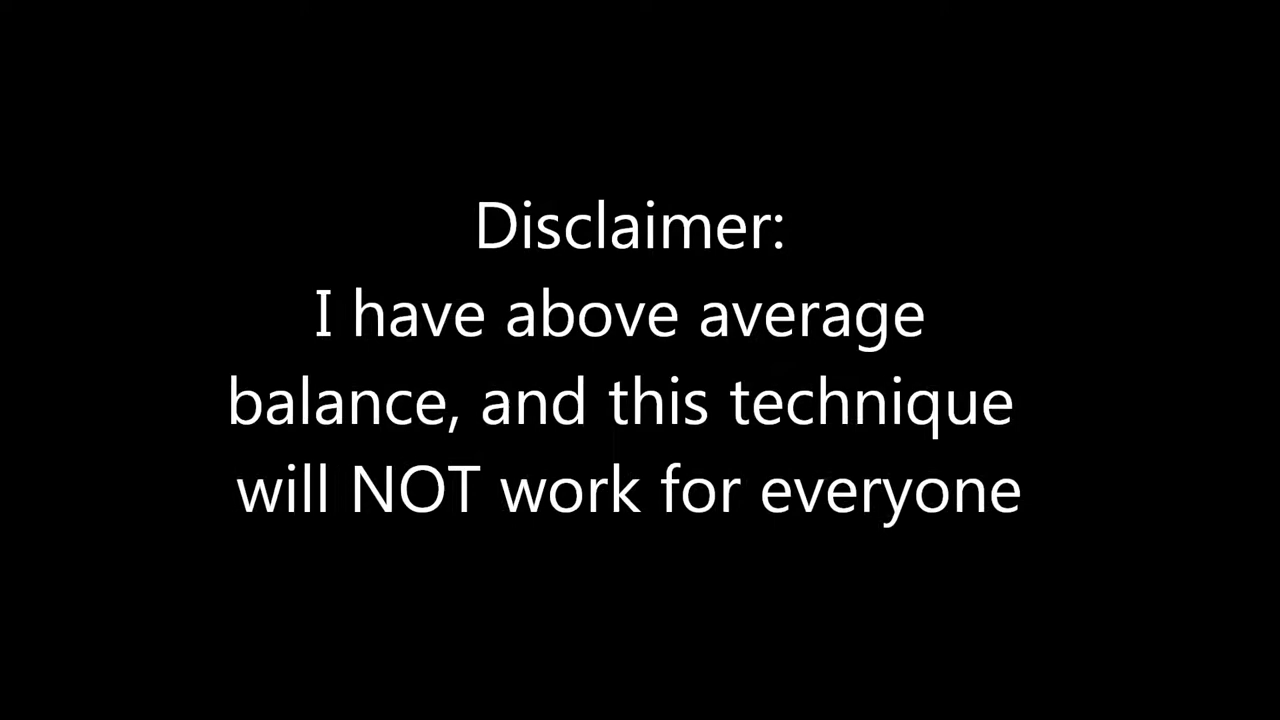 Disclaimer:
I have above average
balance, and this technique
will NOT work for everyone